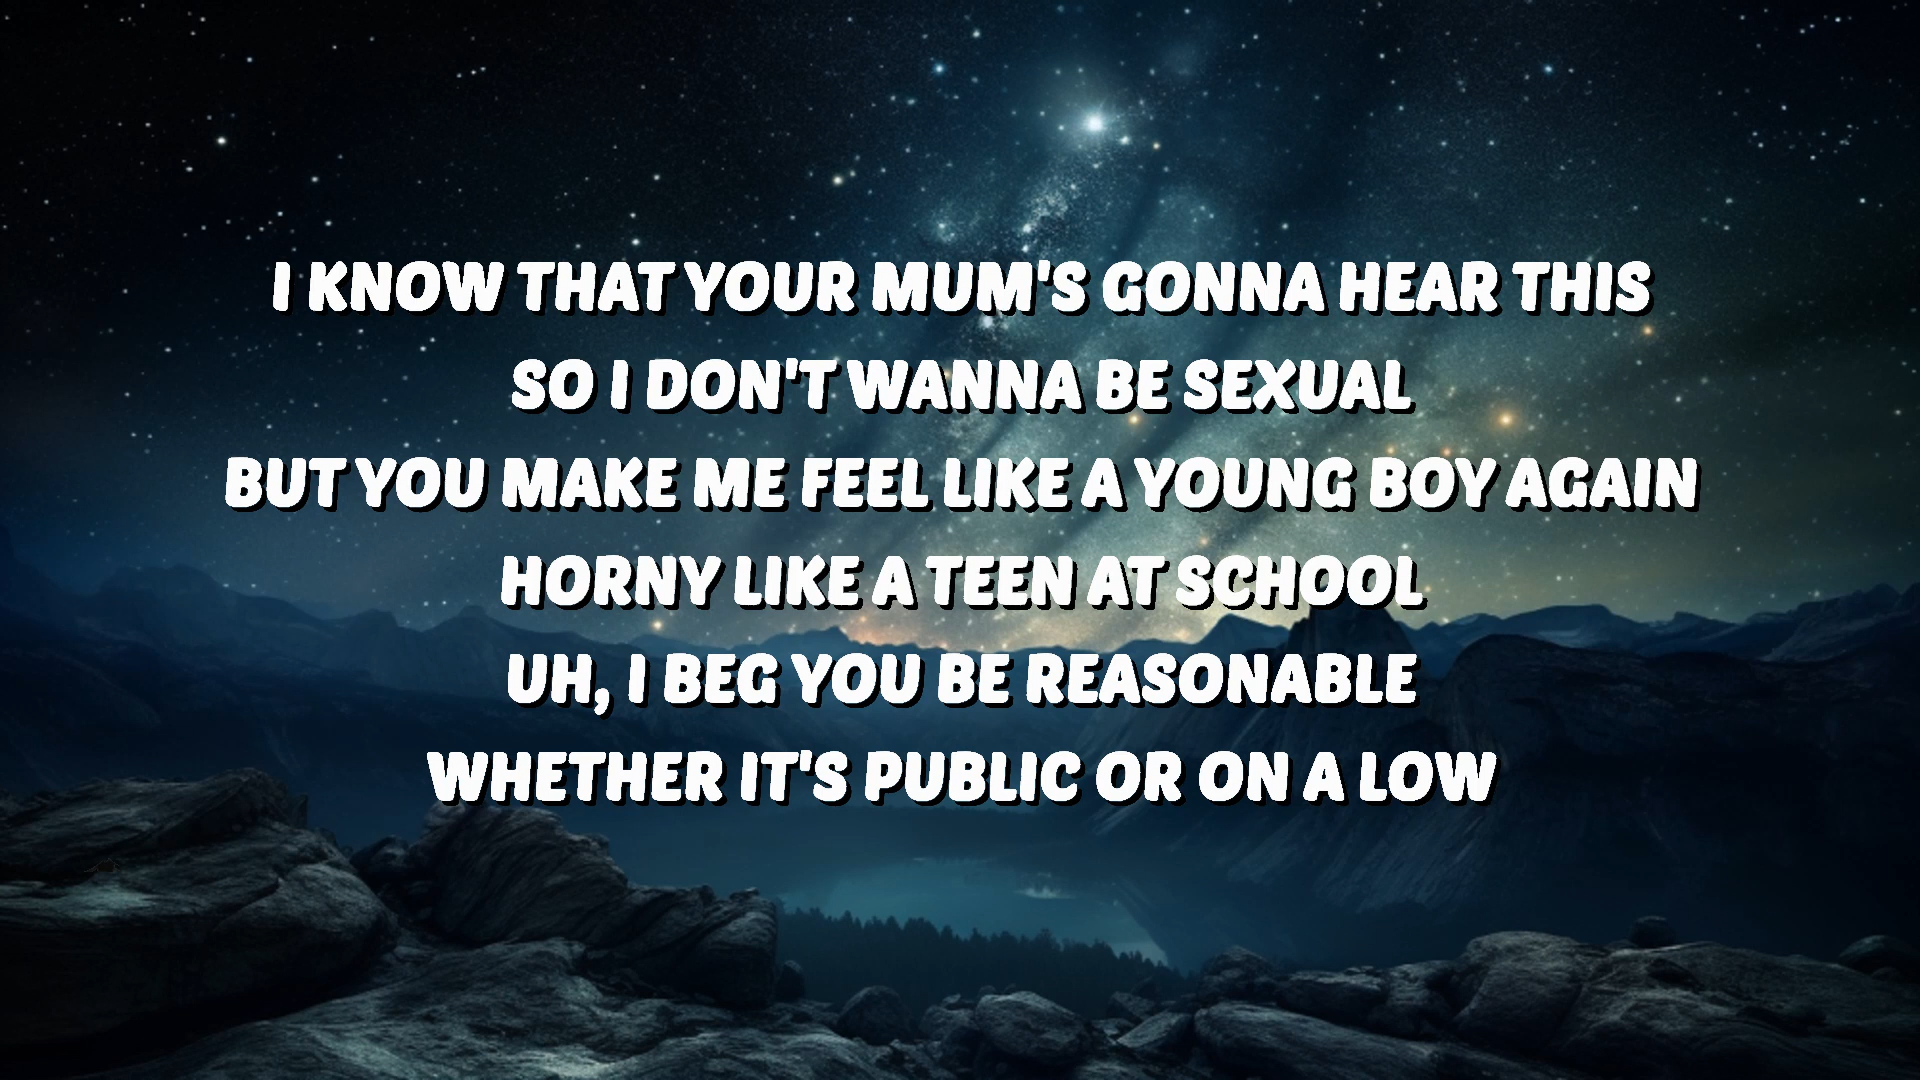 I KNOW THAT YOUR MUM'S GONNA HEAR THIS
SO I DON'T WANNA BE SEXUAL
BUT YOU MAKE ME FEEL LIKE A YOUNG BOY AGAIN
HORNY LIKE A TEEN AT SCHOOL
UH, I BEG YOU BE REASONABLE
WHETHER IT'S PUBLIC OR ON A LOW